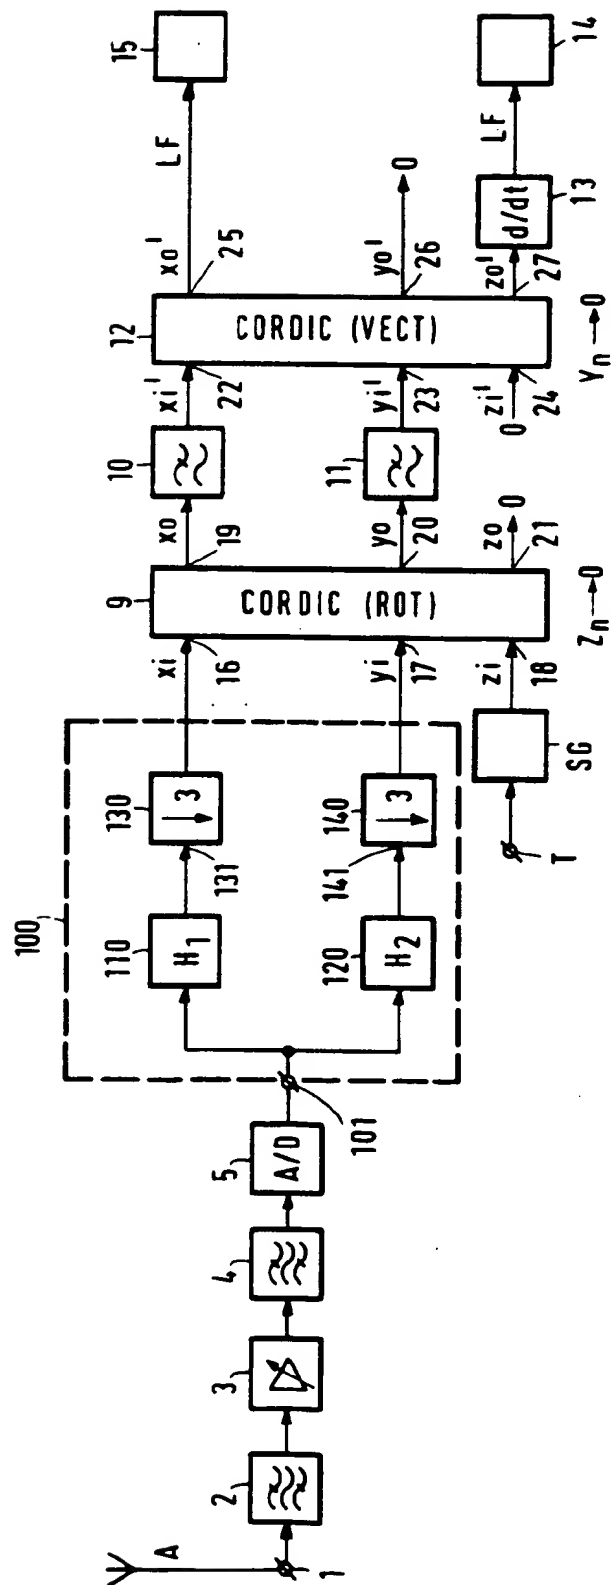 A
1
2
3
4
5
A/D
101
100
110
H1
120
H2
130
↓ 3
131
140
↓ 3
141
T
SG
xi
16
yi
17
zi
18
9
CORDIC (ROT)
Zn → 0
xo
19
yo
20
zo
0
21
10
11
xi'
22
yi'
23
zi'
0
24
12
CORDIC (VECT)
Yn → 0
xo'
25
yo'
26
0
zo'
27
d/dt
13
LF
15
LF
14